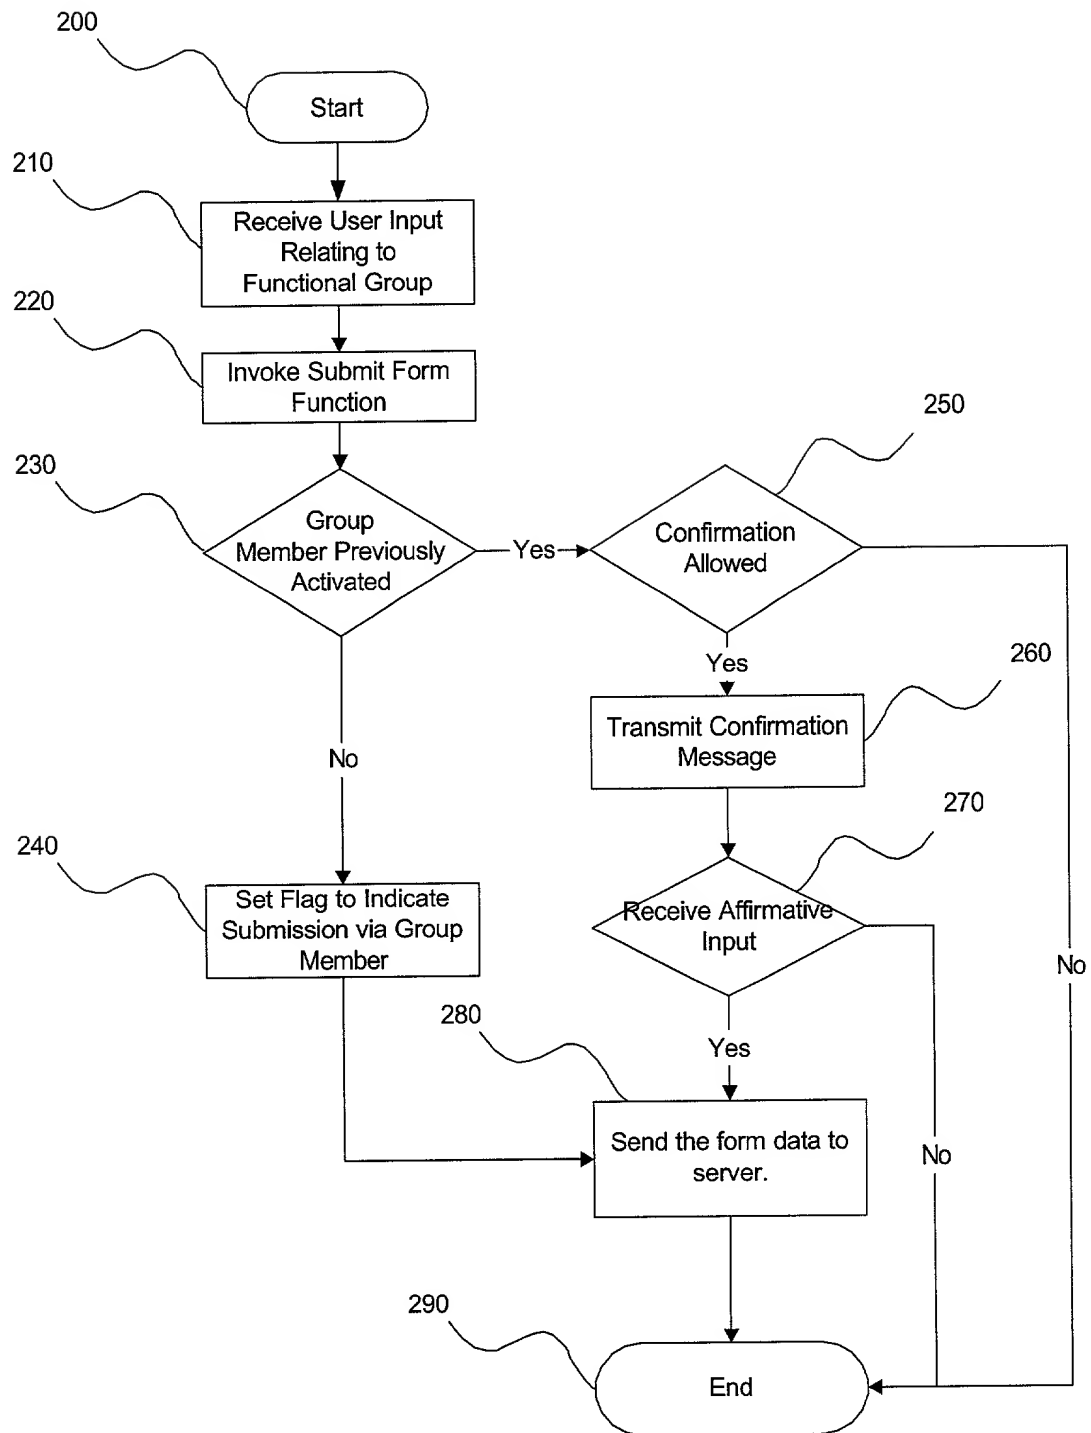 200
Start
210
Receive User Input
Relating to
Functional Group
220
Invoke Submit Form
Function
230
Group
Member Previously
Activated
Yes
250
Confirmation
Allowed
Yes
No
260
Transmit Confirmation
Message
No
240
Set Flag to Indicate
Submission via Group
Member
270
Receive Affirmative
Input
Yes
No
280
Send the form data to
server.
290
End